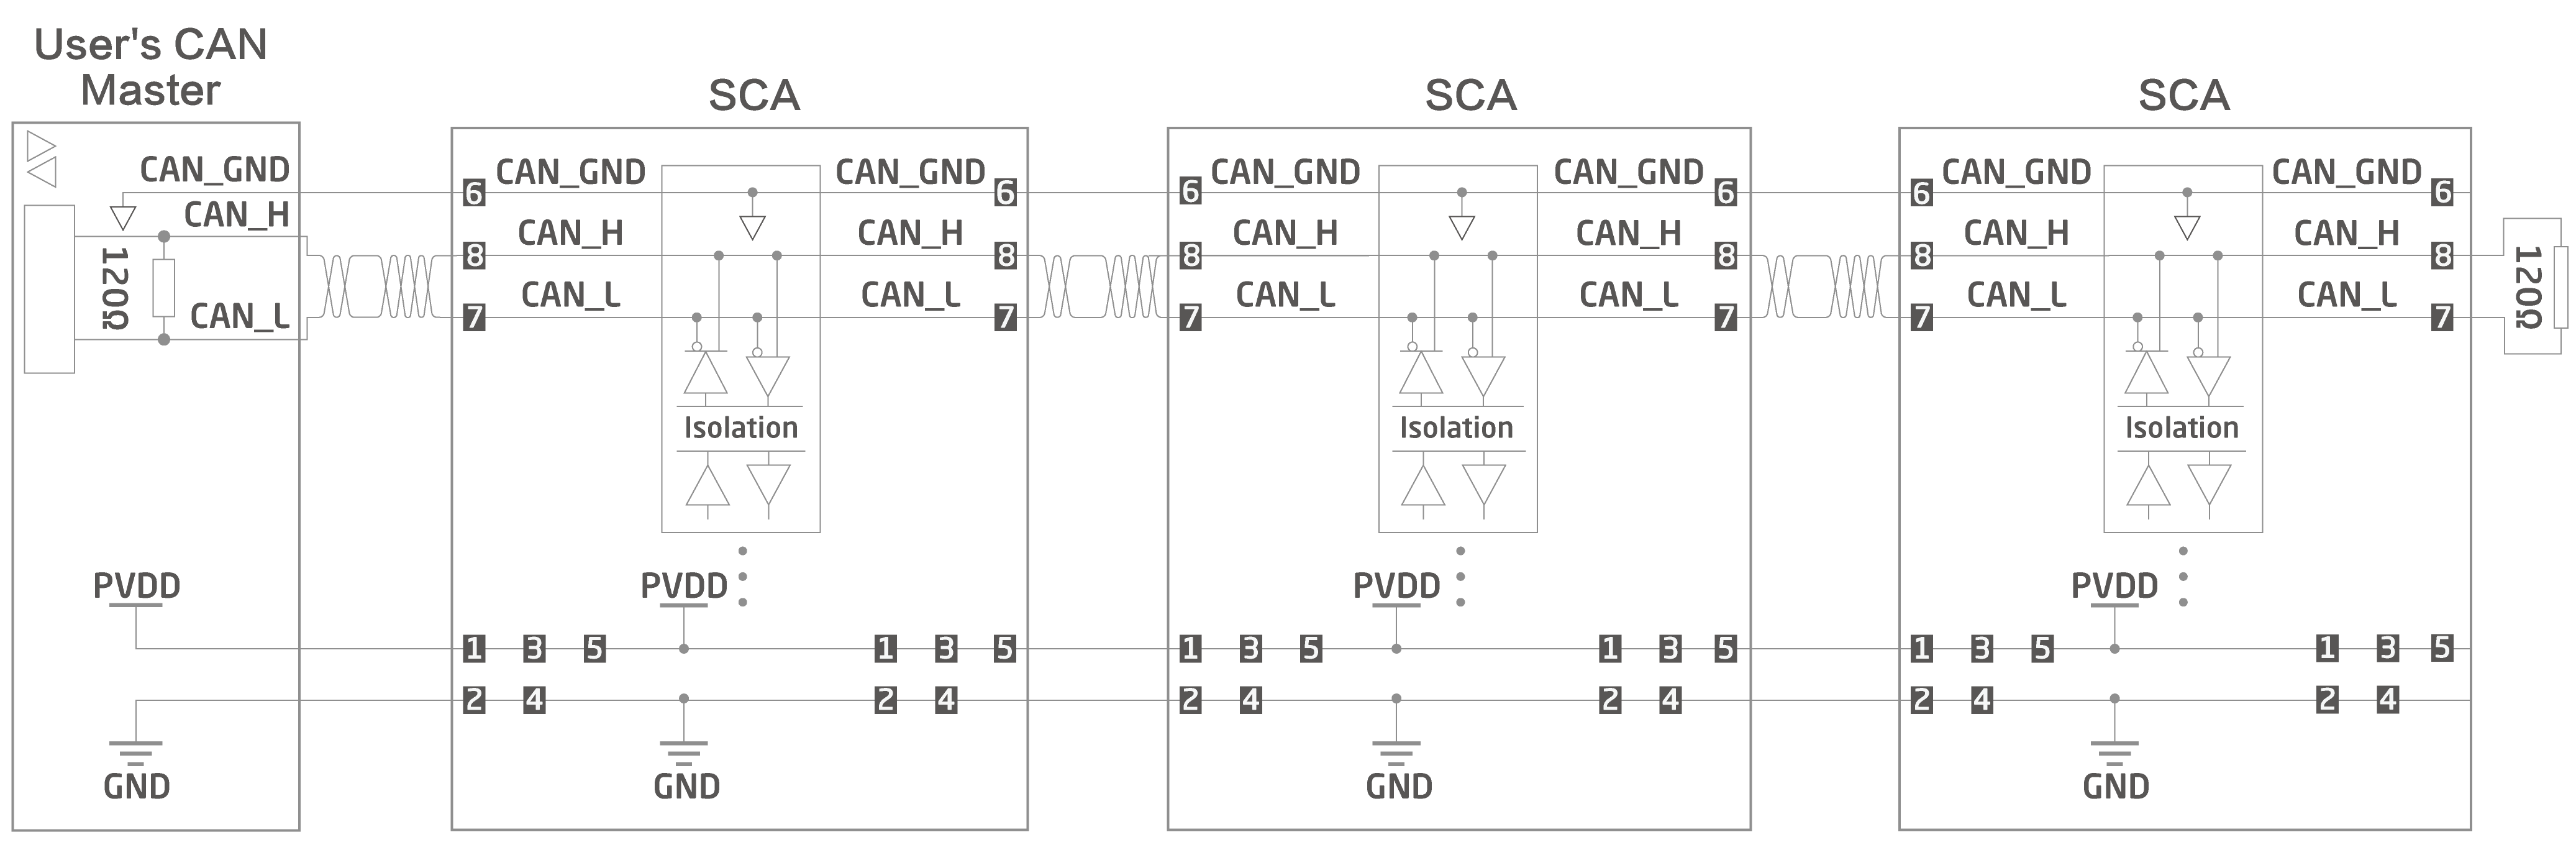 User's CAN
Master
SCA
SCA
SCA
CAN_GND
CAN_H
120Ω
CAN_L
PVDD
GND
6 CAN_GND CAN_GND 6
8 CAN_H CAN_H 8
7 CAN_L CAN_L 7
Isolation
PVDD
1 3 5 1 3 5
2 4 2 4
GND
6 CAN_GND CAN_GND 6
8 CAN_H CAN_H 8
7 CAN_L CAN_L 7
Isolation
PVDD
1 3 5 1 3 5
2 4 2 4
GND
6 CAN_GND CAN_GND 6
8 CAN_H CAN_H 8
7 CAN_L CAN_L 7
Isolation
PVDD
1 3 5 1 3 5
2 4 2 4
GND
120Ω